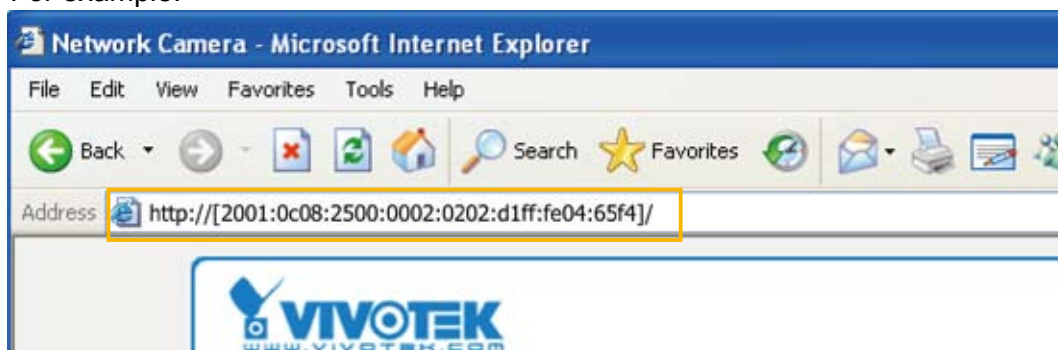 Network Camera - Microsoft Internet Explorer
File Edit View Favorites Tools Help
Back Search Favorites
Address http://[2001:0c08:2500:0002:0202:d1ff:fe04:65f4]/
VIVOTEK